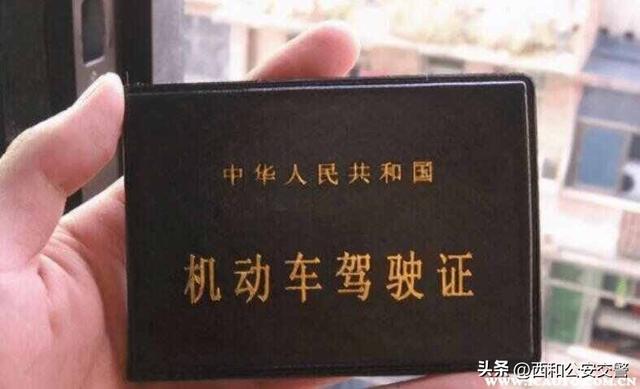 中华人民共和国
机动车驾驶证
头条 @西和公安交警